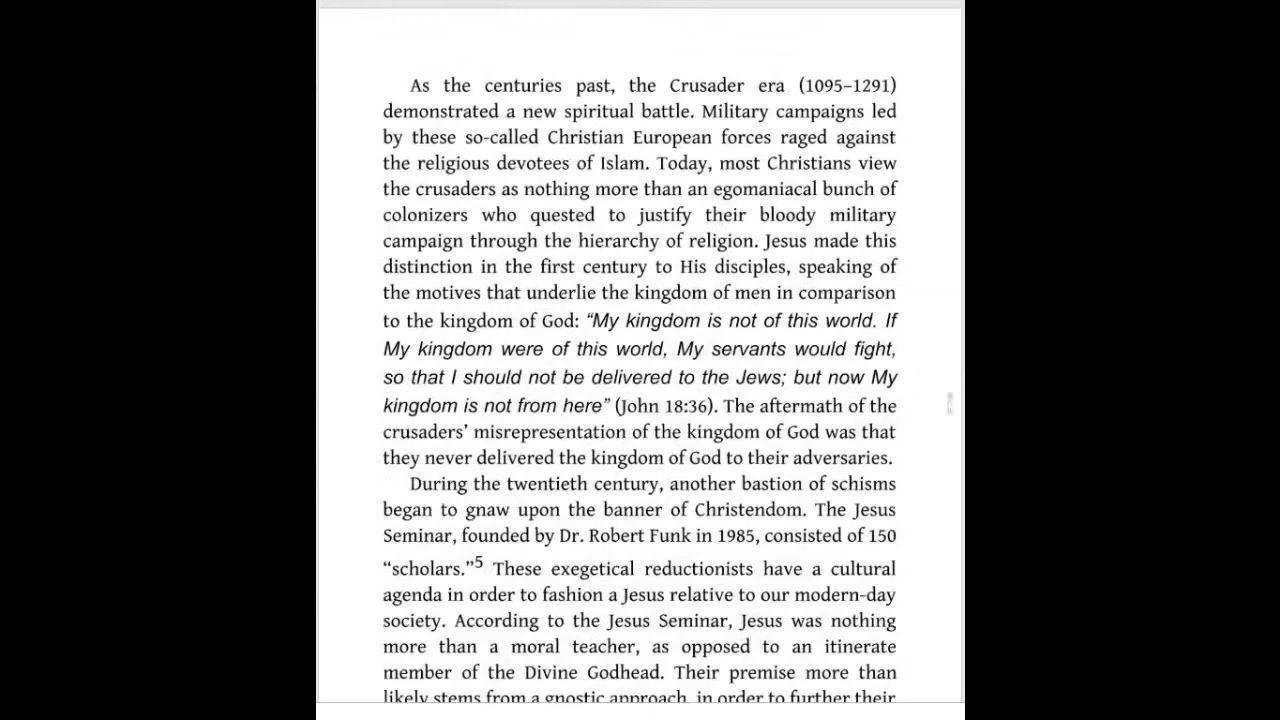 As the centuries past, the Crusader era (1095–1291)
demonstrated a new spiritual battle. Military campaigns led
by these so-called Christian European forces raged against
the religious devotees of Islam. Today, most Christians view
the crusaders as nothing more than an egomaniacal bunch of
colonizers who quested to justify their bloody military
campaign through the hierarchy of religion. Jesus made this
distinction in the first century to His disciples, speaking of
the motives that underlie the kingdom of men in comparison
to the kingdom of God: “My kingdom is not of this world. If
My kingdom were of this world, My servants would fight,
so that I should not be delivered to the Jews; but now My
kingdom is not from here” (John 18:36). The aftermath of the
crusaders’ misrepresentation of the kingdom of God was that
they never delivered the kingdom of God to their adversaries.
During the twentieth century, another bastion of schisms
began to gnaw upon the banner of Christendom. The Jesus
Seminar, founded by Dr. Robert Funk in 1985, consisted of 150
“scholars.”5 These exegetical reductionists have a cultural
agenda in order to fashion a Jesus relative to our modern-day
society. According to the Jesus Seminar, Jesus was nothing
more than a moral teacher, as opposed to an itinerate
member of the Divine Godhead. Their premise more than
likely stems from a gnostic approach, in order to further their